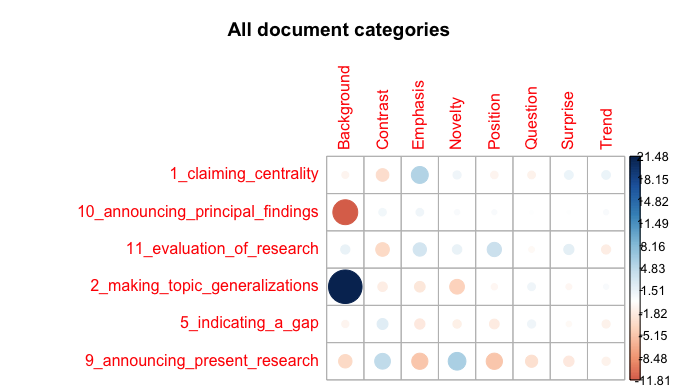 All document categories
Background Contrast Emphasis Novelty Position Question Surprise Trend
1_claiming_centrality
10_announcing_principal_findings
11_evaluation_of_research
2_making_topic_generalizations
5_indicating_a_gap
9_announcing_present_research
21.48
18.15
14.82
11.49
8.16
4.83
1.51
-1.82
-5.15
-8.48
-11.81